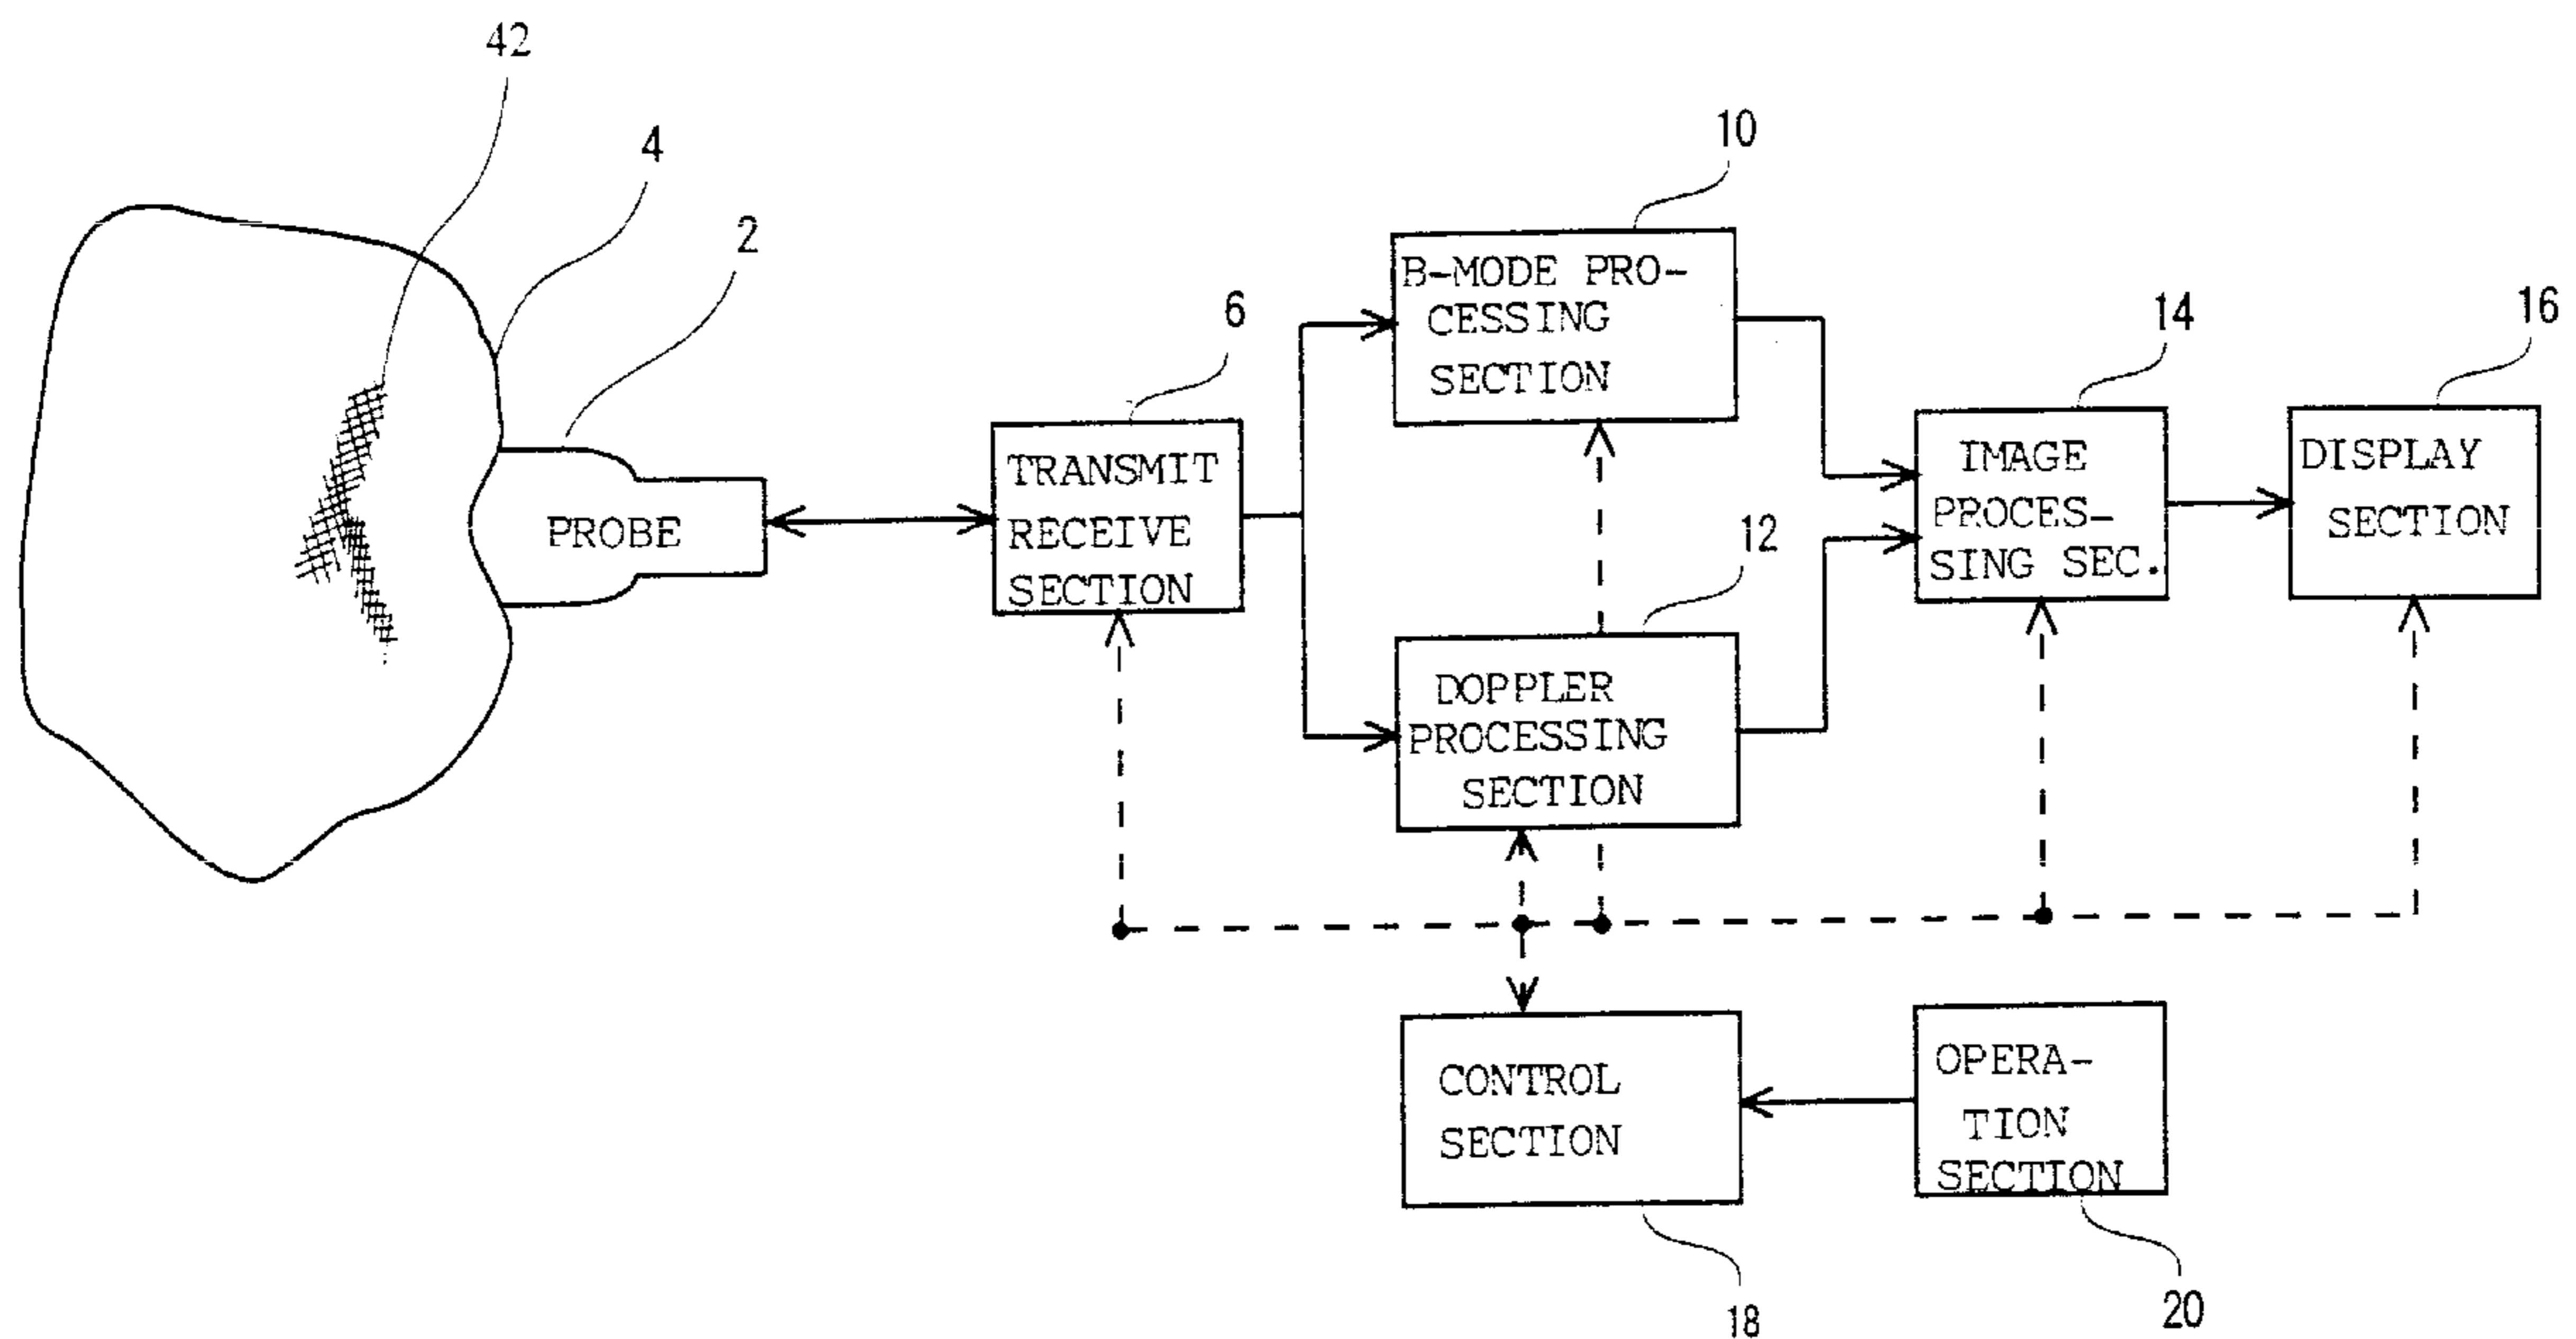 42
4
2
PROBE
6
TRANSMIT
RECEIVE
SECTION
10
B-MODE PRO-
CESSING
SECTION
12
DOPPLER
PROCESSING
SECTION
14
IMAGE
PROCES-
SING SEC.
16
DISPLAY
SECTION
CONTROL
SECTION
18
OPERA-
TION
SECTION
20